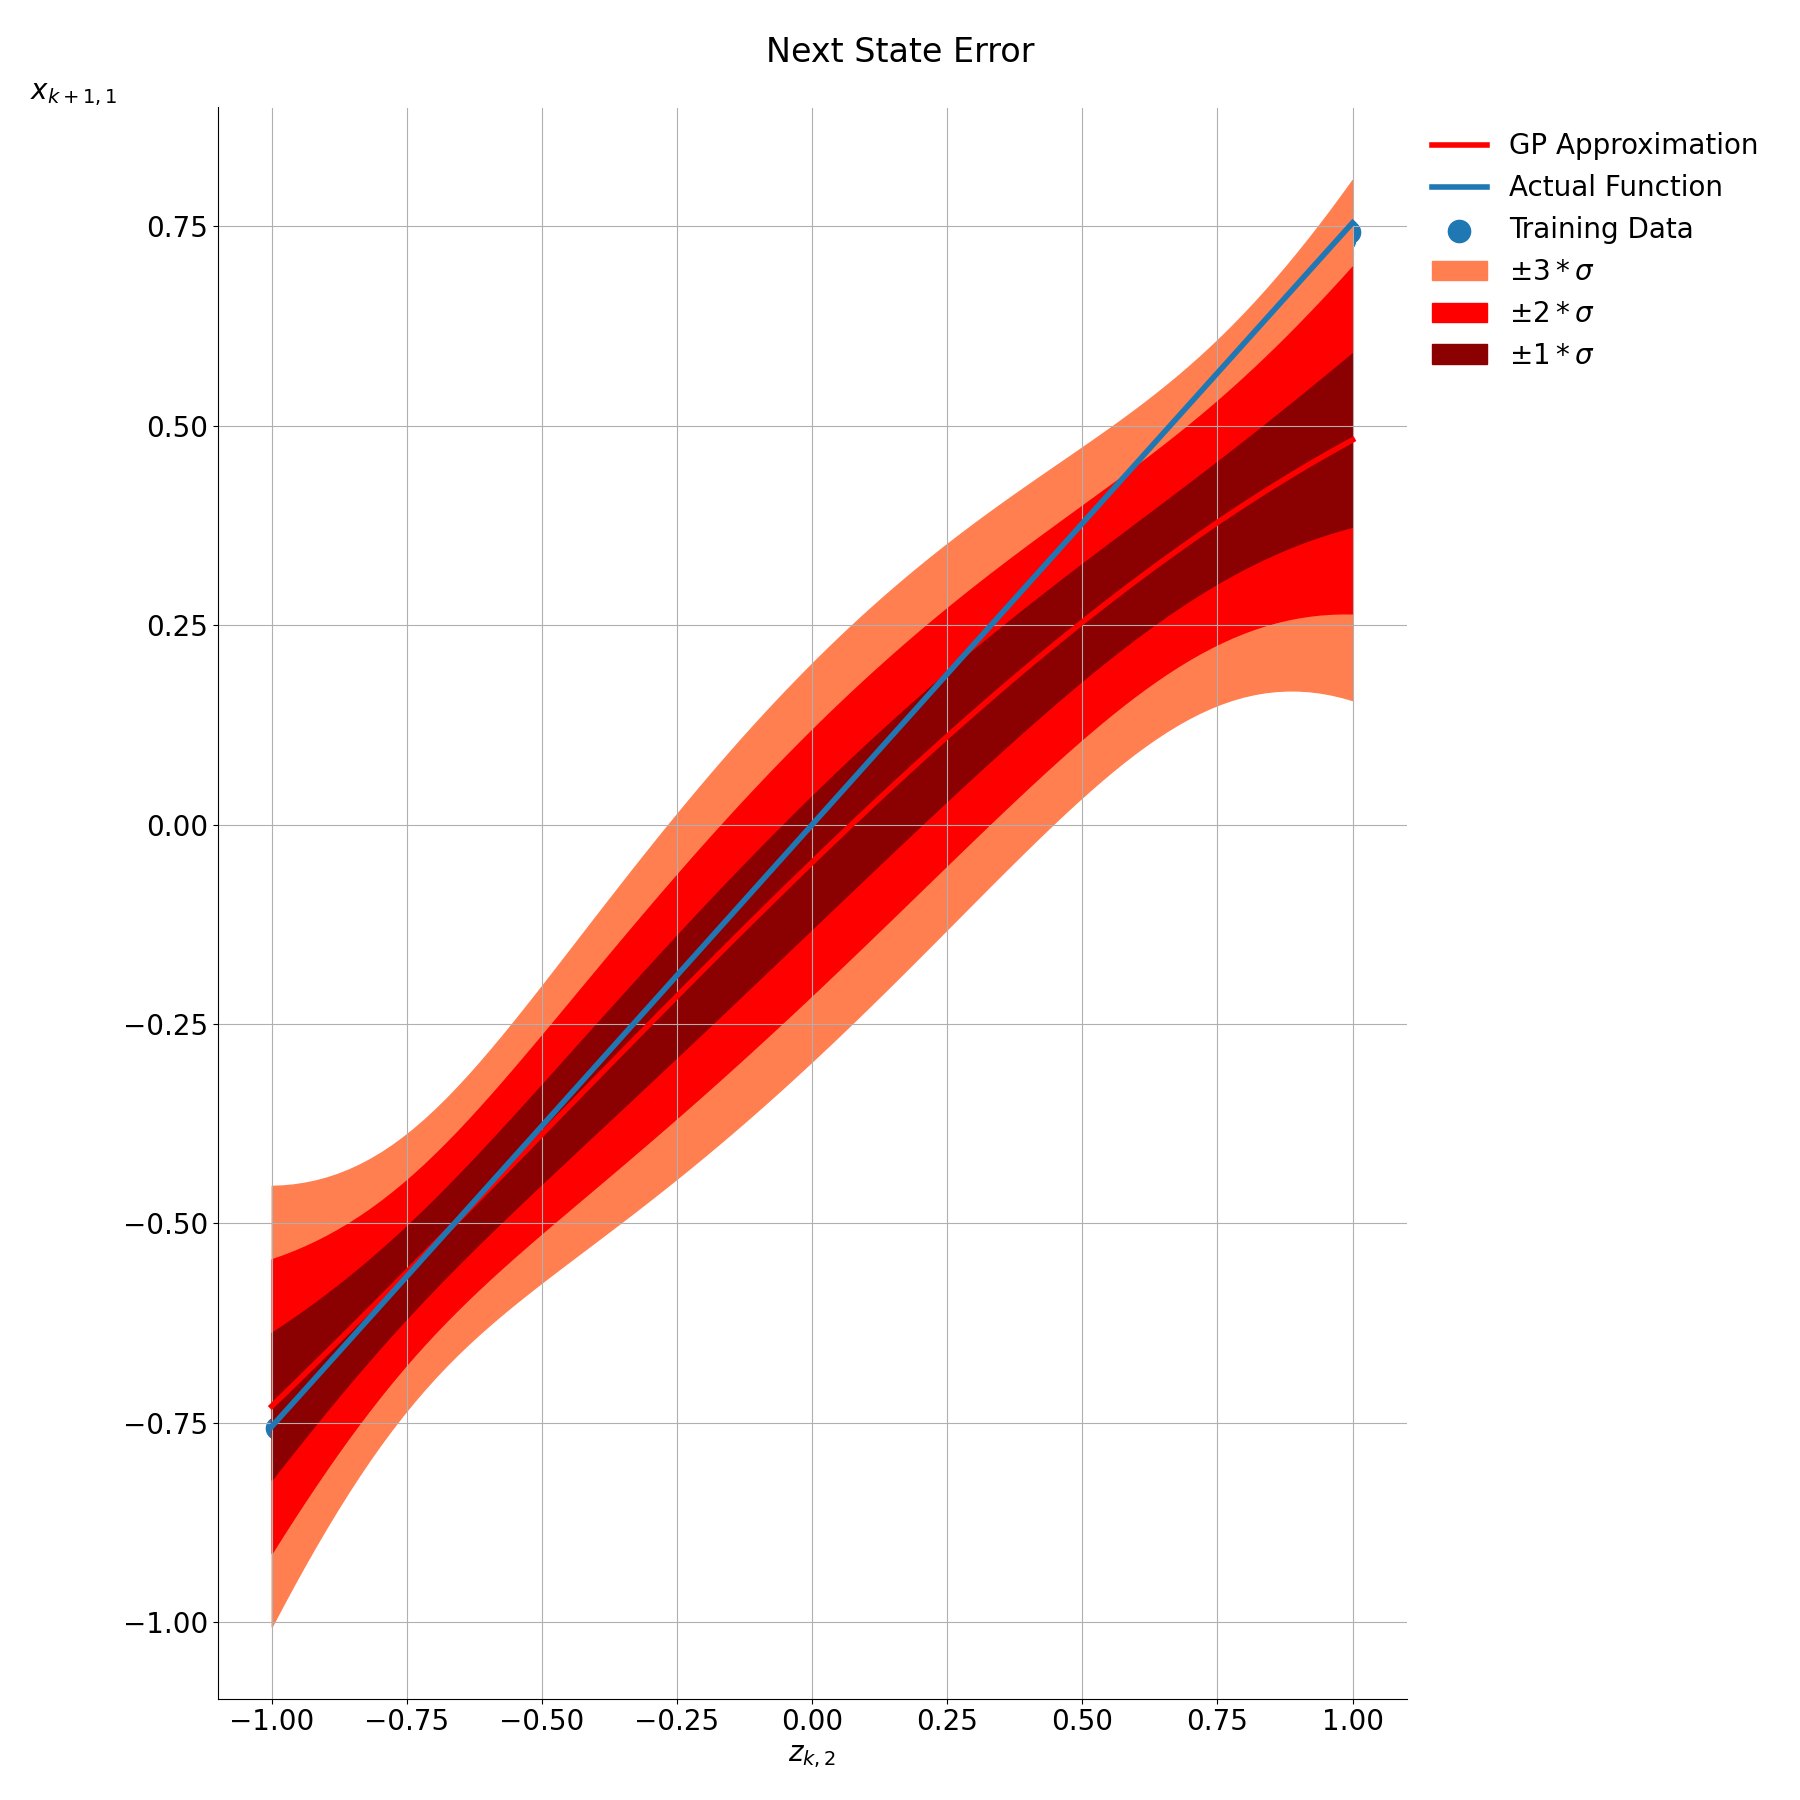 Next State Error
x_{k+1,1}
GP Approximation
Actual Function
Training Data
±3 * σ
±2 * σ
±1 * σ
0.75
0.50
0.25
0.00
−0.25
−0.50
−0.75
−1.00
−1.00 −0.75 −0.50 −0.25 0.00 0.25 0.50 0.75 1.00
z_{k,2}